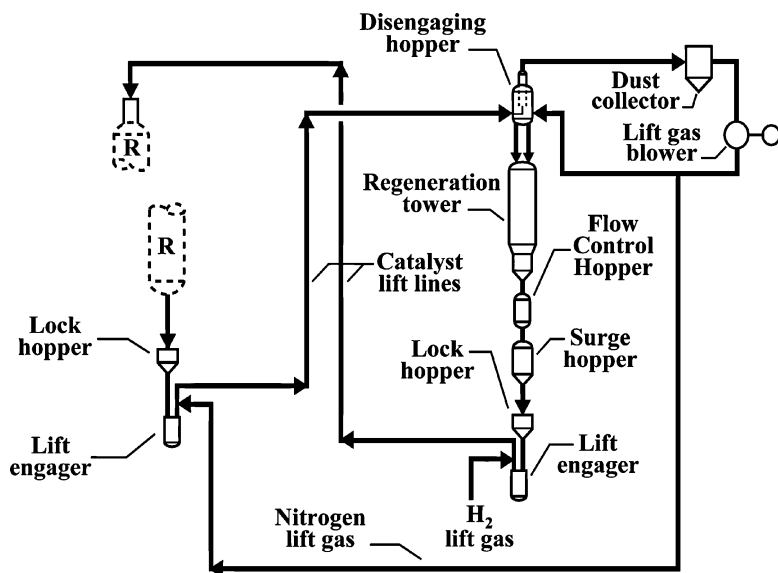 Disengaging
hopper
Dust
collector
Lift gas
blower
R
Regeneration
tower
Flow
Control
Hopper
R
Catalyst
lift lines
Lock
hopper
Surge
hopper
Lock
hopper
Lift
engager
Lift
engager
H₂
lift gas
Nitrogen
lift gas